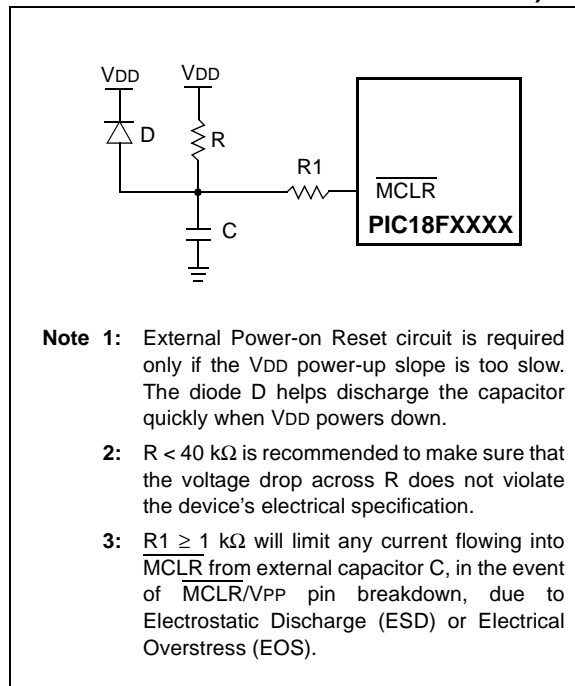 VDD VDD
D
R
R1
MCLR
PIC18FXXXX
C
Note 1: External Power-on Reset circuit is required
only if the VDD power-up slope is too slow.
The diode D helps discharge the capacitor
quickly when VDD powers down.
2: R < 40 kΩ is recommended to make sure that
the voltage drop across R does not violate
the device's electrical specification.
3: R1 ≥ 1 kΩ will limit any current flowing into
MCLR from external capacitor C, in the event
of MCLR/VPP pin breakdown, due to
Electrostatic Discharge (ESD) or Electrical
Overstress (EOS).